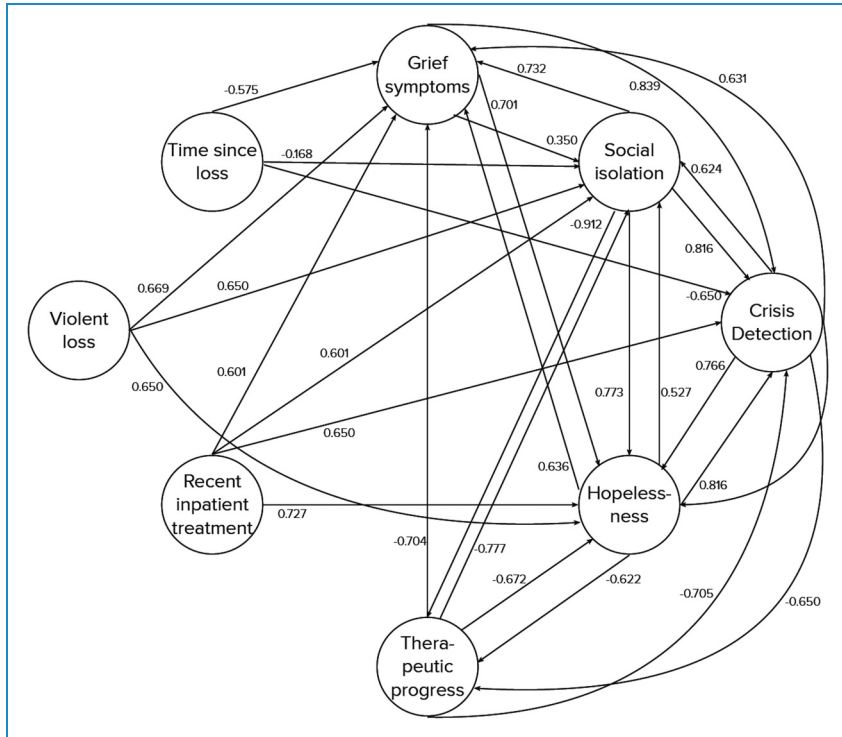 Grief
symptoms
0.732
0.839
0.631
-0.575
0.701
0.350
Time since
loss
-0.168
Social
isolation
0.624
-0.912
0.816
0.669
0.650
-0.650
Violent
loss
Crisis
Detection
0.601
0.601
0.766
0.650
0.773
0.527
0.650
Recent
inpatient
treatment
0.636
Hopeless-
ness
0.816
0.727
-0.704
-0.777
-0.672
-0.622
-0.705
-0.650
Thera-
peutic
progress